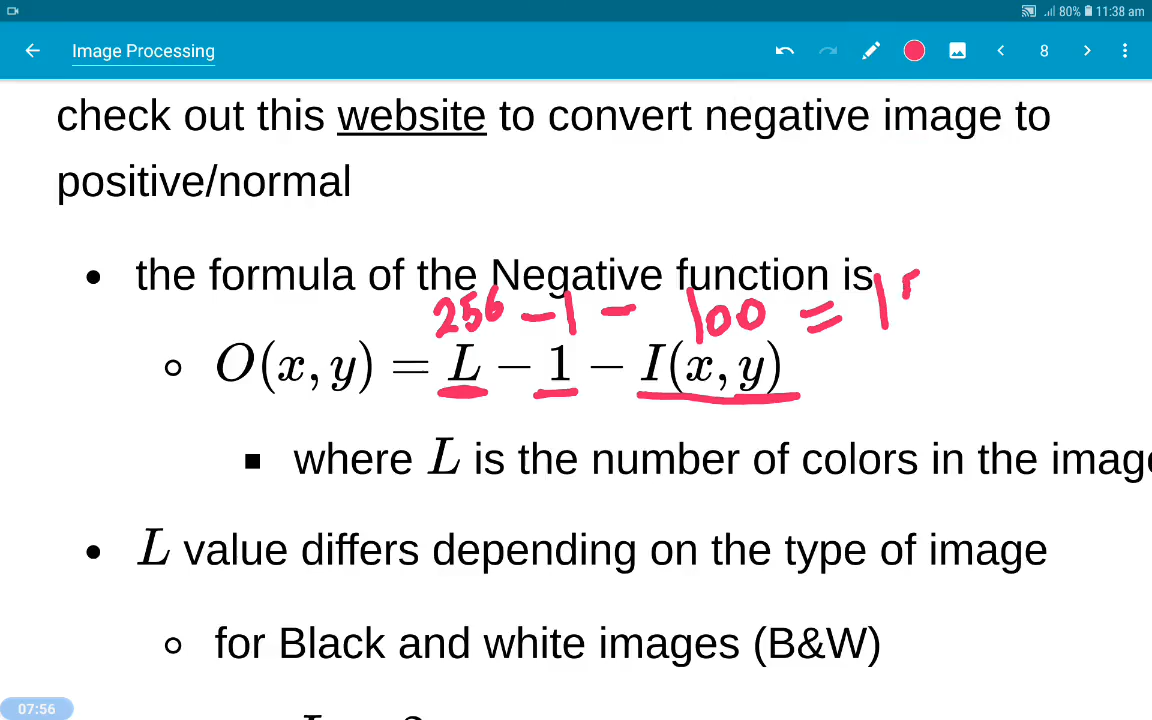 80% 11:38 am
Image Processing
8
check out this website to convert negative image to
positive/normal
• the formula of the Negative function is
256 - 1 - 100 = 1
O(x, y) = L − 1 − I(x, y)
▪ where L is the number of colors in the image
• L value differs depending on the type of image
for Black and white images (B&W)
07:56